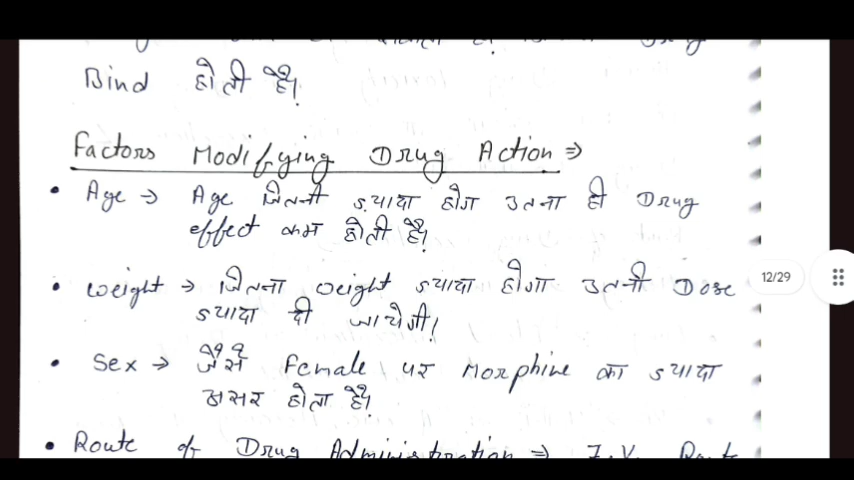 Bind होती है।
Factors Modifying Drug Action ⇒
• Age → Age जितनी ज्यादा होगा उतना ही Drug
effect कम होती है।
• weight → जितना weight ज्यादा होगा उतनी Dose
ज्यादा दी जायेगी।
12/29
• Sex → जैसे Female पर Morphine का ज्यादा
असर होता है।
• Route of Drug Administration ⇒ I.V. Route